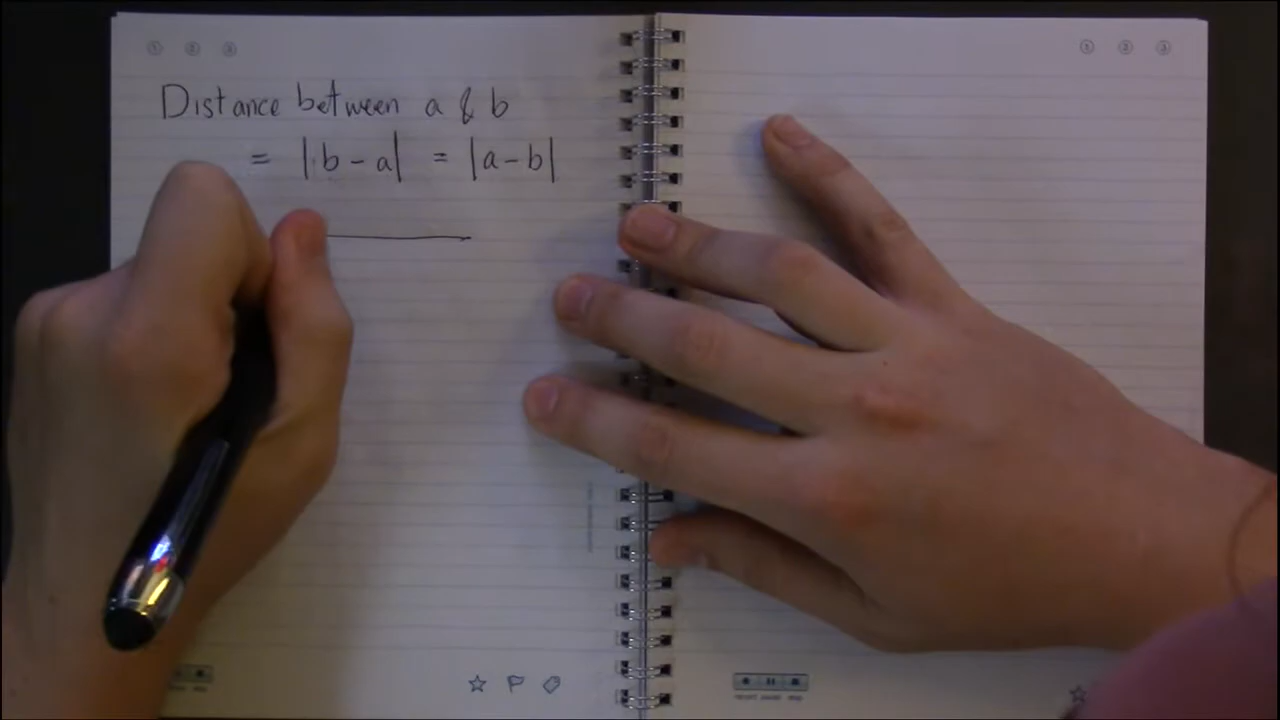 Distance between a & b
= |b - a| = |a - b|